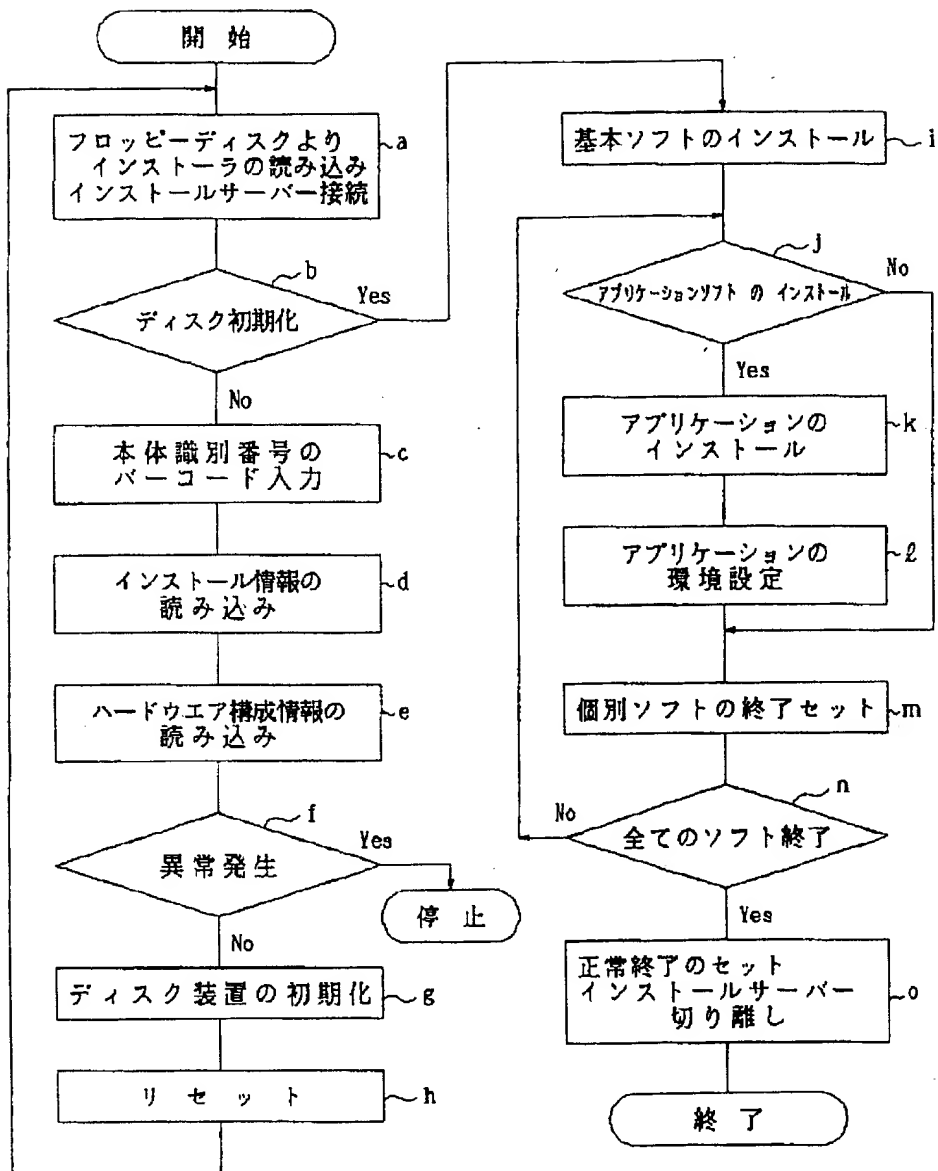 開始
フロッピーディスクより
インストーラの読み込み
インストールサーバー接続
a
b
ディスク初期化
Yes
No
本体識別番号の
バーコード入力
c
インストール情報の
読み込み
d
ハードウエア構成情報の
読み込み
e
f
異常発生
Yes
停止
No
ディスク装置の初期化
g
リセット
h
基本ソフトのインストール
i
j
アプリケーションソフト の インストール
No
Yes
アプリケーションの
インストール
k
アプリケーションの
環境設定
ℓ
個別ソフトの終了セット
m
n
全てのソフト終了
No
Yes
正常終了のセット
インストールサーバー
切り離し
o
終了